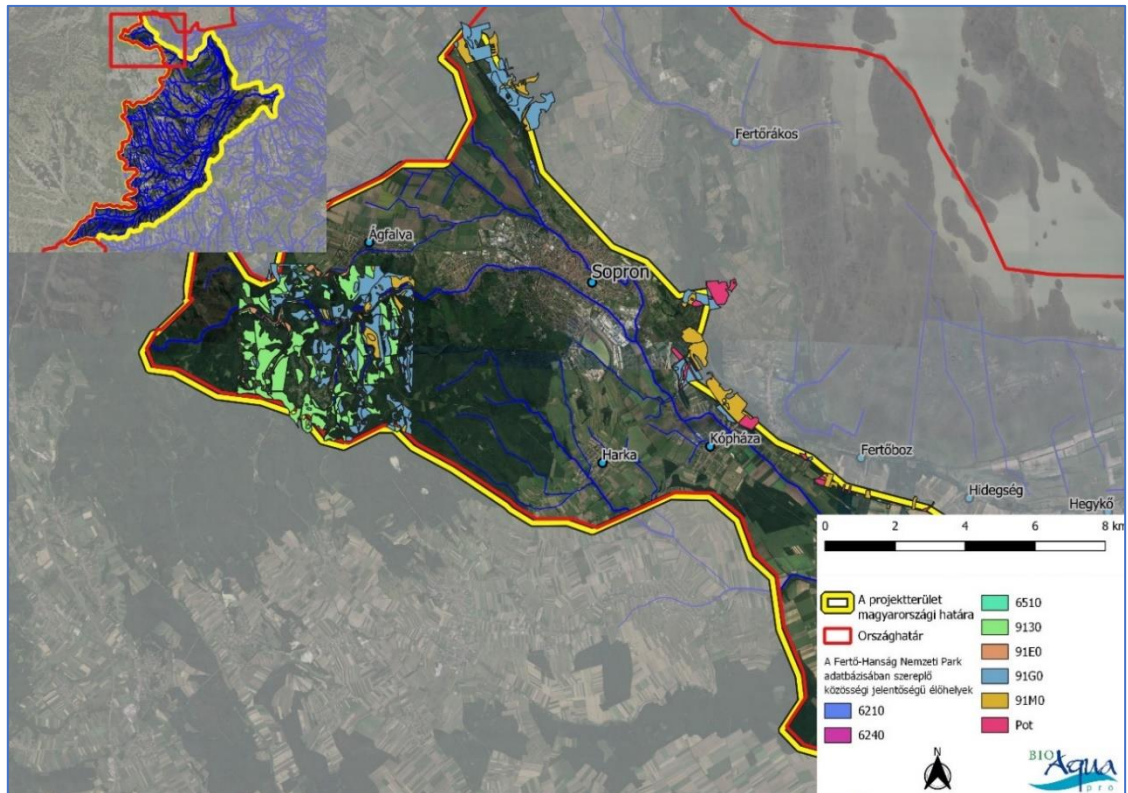 Fertőrákos
Ágfalva
Sopron
Kópháza
Harka
Fertőboz
Hidegség
Hegykő
0 2 4 6 8 km
A projektterület
magyarországi határa
Országhatár
A Fertő-Hanság Nemzeti Park
adatbázisában szereplő
közösségi jelentőségű élőhelyek
6210
6240
6510
9130
91E0
91G0
91M0
Pot
N
BIO
Aqua
pro